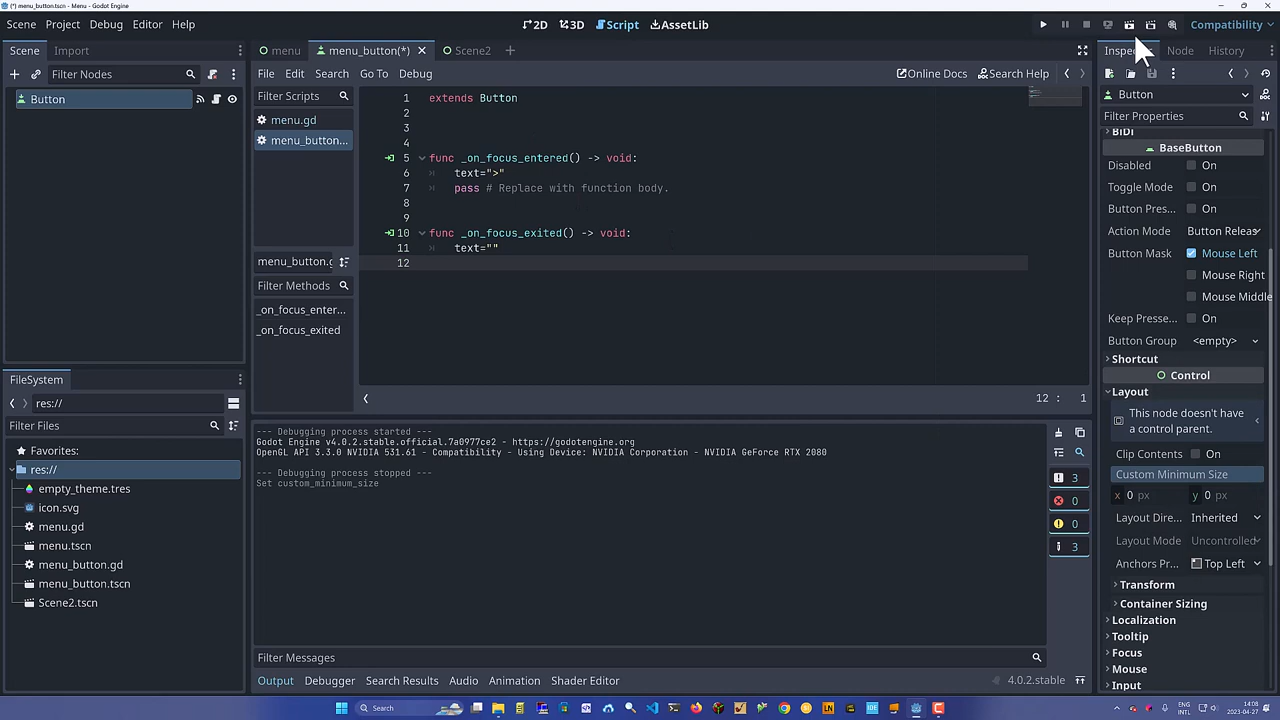 (*) menu_button.tscn - Menu - Godot Engine
Scene Project Debug Editor Help
2D 3D Script AssetLib
Compatibility
Scene Import
menu menu_button(*) Scene2
Node History
Filter Nodes
File Edit Search Go To Debug
Online Docs Search Help
Button
Filter Scripts
menu.gd
menu_button...
menu_button.g
Filter Methods
_on_focus_enter...
_on_focus_exited
1 extends Button
2
3
4
5 func _on_focus_entered() -> void:
6 text=">"
7 pass # Replace with function body.
8
9
10 func _on_focus_exited() -> void:
11 text=""
12
12 : 1
Button
Filter Properties
BIDI
BaseButton
Disabled On
Toggle Mode On
Button Pres... On
Action Mode Button Releas
Button Mask Mouse Left
Mouse Right
Mouse Middle
Keep Presse... On
Button Group <empty>
Shortcut
Control
Layout
This node doesn't have
a control parent.
Clip Contents On
Custom Minimum Size
x 0 px y 0 px
Layout Dire... Inherited
Layout Mode Uncontrolled
Anchors Pr... Top Left
Transform
Container Sizing
Localization
Tooltip
Focus
Mouse
Input
FileSystem
res://
Filter Files
Favorites:
res://
empty_theme.tres
icon.svg
menu.gd
menu.tscn
menu_button.gd
menu_button.tscn
Scene2.tscn
--- Debugging process started ---
Godot Engine v4.0.2.stable.official.7a0977ce2 - https://godotengine.org
OpenGL API 3.3.0 NVIDIA 531.61 - Compatibility - Using Device: NVIDIA Corporation - NVIDIA GeForce RTX 2080
--- Debugging process stopped ---
Set custom_minimum_size
3
0
0
3
Filter Messages
Output Debugger Search Results Audio Animation Shader Editor
4.0.2.stable
Search
ENG
INTL
14:08
2023-04-27